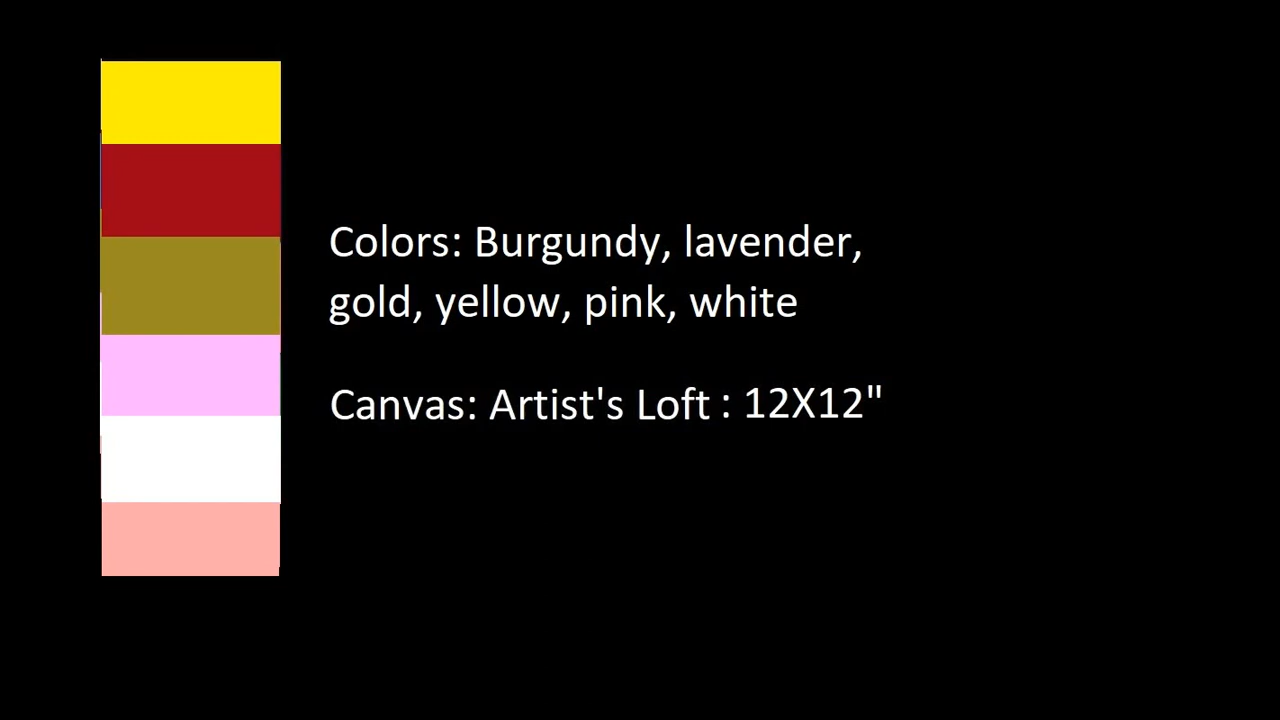 Colors: Burgundy, lavender,
gold, yellow, pink, white
Canvas: Artist's Loft : 12X12"